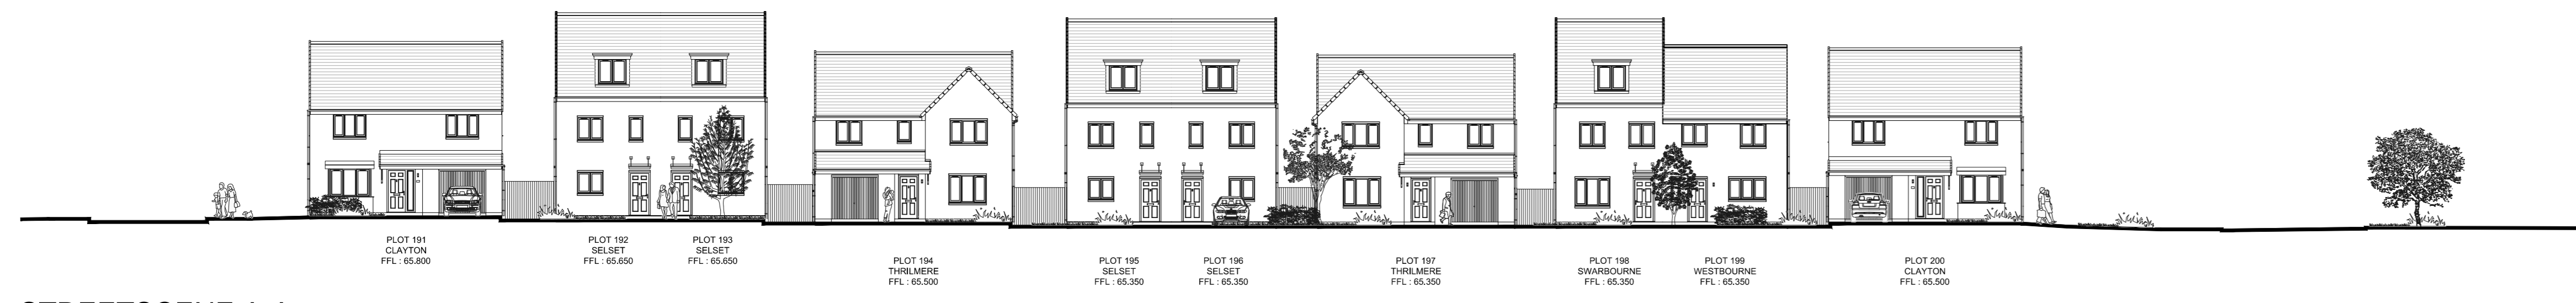 PLOT 191
CLAYTON
FFL : 65.800
PLOT 192
SELSET
FFL : 65.650
PLOT 193
SELSET
FFL : 65.650
PLOT 194
THRILMERE
FFL : 65.500
PLOT 195
SELSET
FFL : 65.350
PLOT 196
SELSET
FFL : 65.350
PLOT 197
THRILMERE
FFL : 65.350
PLOT 198
SWARBOURNE
FFL : 65.350
PLOT 199
WESTBOURNE
FFL : 65.350
PLOT 200
CLAYTON
FFL : 65.500